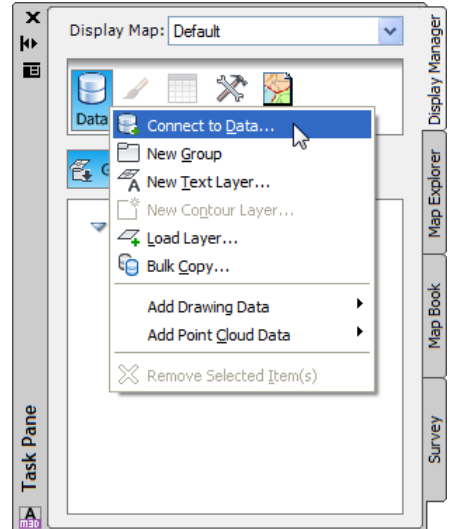 Display Map: Default
Data
Connect to Data...
New Group
New Text Layer...
New Contour Layer...
Load Layer...
Bulk Copy...
Add Drawing Data
Add Point Cloud Data
Remove Selected Item(s)
Display Manager
Map Explorer
Map Book
Survey
Task Pane